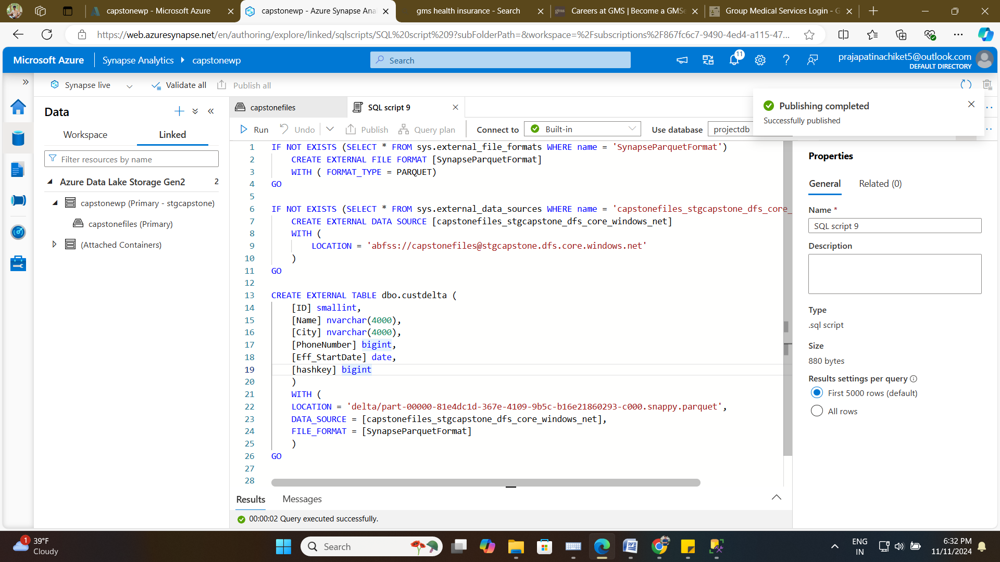 capstonewp - Microsoft Azure
capstonewp - Azure Synapse Ana
gms health insurance - Search
Careers at GMS | Become a GMSe
Group Medical Services Login - G
https://web.azuresynapse.net/en/authoring/explore/linked/sqlscripts/SQL%20script%209?subFolderPath=&workspace=%2Fsubscriptions%2F867fc6c7-9490-4ed4-a115-47...
Microsoft Azure
Synapse Analytics
capstonewp
Search
11
prajapatinachiket5@outlook.com
DEFAULT DIRECTORY
Synapse live
Validate all
Publish all
Publishing completed
Successfully published
Data
Workspace
Linked
Filter resources by name
Azure Data Lake Storage Gen2 2
capstonewp (Primary - stgcapstone)
capstonefiles (Primary)
(Attached Containers)
capstonefiles
SQL script 9
Run
Undo
Publish
Query plan
Connect to
Built-in
Use database
projectdb
1 IF NOT EXISTS (SELECT * FROM sys.external_file_formats WHERE name = 'SynapseParquetFormat')
2 CREATE EXTERNAL FILE FORMAT [SynapseParquetFormat]
3 WITH ( FORMAT_TYPE = PARQUET)
4 GO
5
6 IF NOT EXISTS (SELECT * FROM sys.external_data_sources WHERE name = 'capstonefiles_stgcapstone_dfs_core_
7 CREATE EXTERNAL DATA SOURCE [capstonefiles_stgcapstone_dfs_core_windows_net]
8 WITH (
9 LOCATION = 'abfss://capstonefiles@stgcapstone.dfs.core.windows.net'
10 )
11 GO
12
13 CREATE EXTERNAL TABLE dbo.custdelta (
14 [ID] smallint,
15 [Name] nvarchar(4000),
16 [City] nvarchar(4000),
17 [PhoneNumber] bigint,
18 [Eff_StartDate] date,
19 [hashkey] bigint
20 )
21 WITH (
22 LOCATION = 'delta/part-00000-81e4dc1d-367e-4109-9b5c-b16e21860293-c000.snappy.parquet',
23 DATA_SOURCE = [capstonefiles_stgcapstone_dfs_core_windows_net],
24 FILE_FORMAT = [SynapseParquetFormat]
25 )
26 GO
27
28
Results
Messages
00:00:02 Query executed successfully.
Properties
General
Related (0)
Name *
SQL script 9
Description
Type
.sql script
Size
880 bytes
Results settings per query
First 5000 rows (default)
All rows
1
39°F
Cloudy
Search
ENG
IN
6:32 PM
11/11/2024